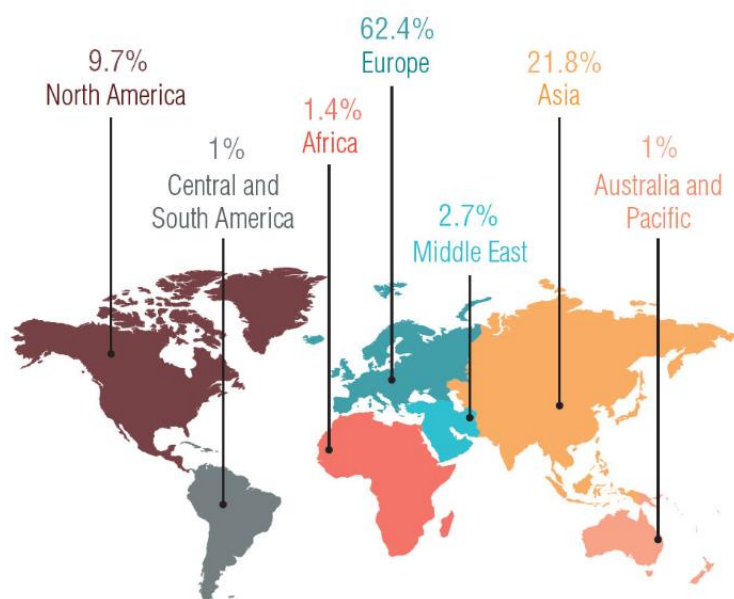 9.7%
North America
1%
Central and
South America
1.4%
Africa
62.4%
Europe
2.7%
Middle East
21.8%
Asia
1%
Australia and
Pacific